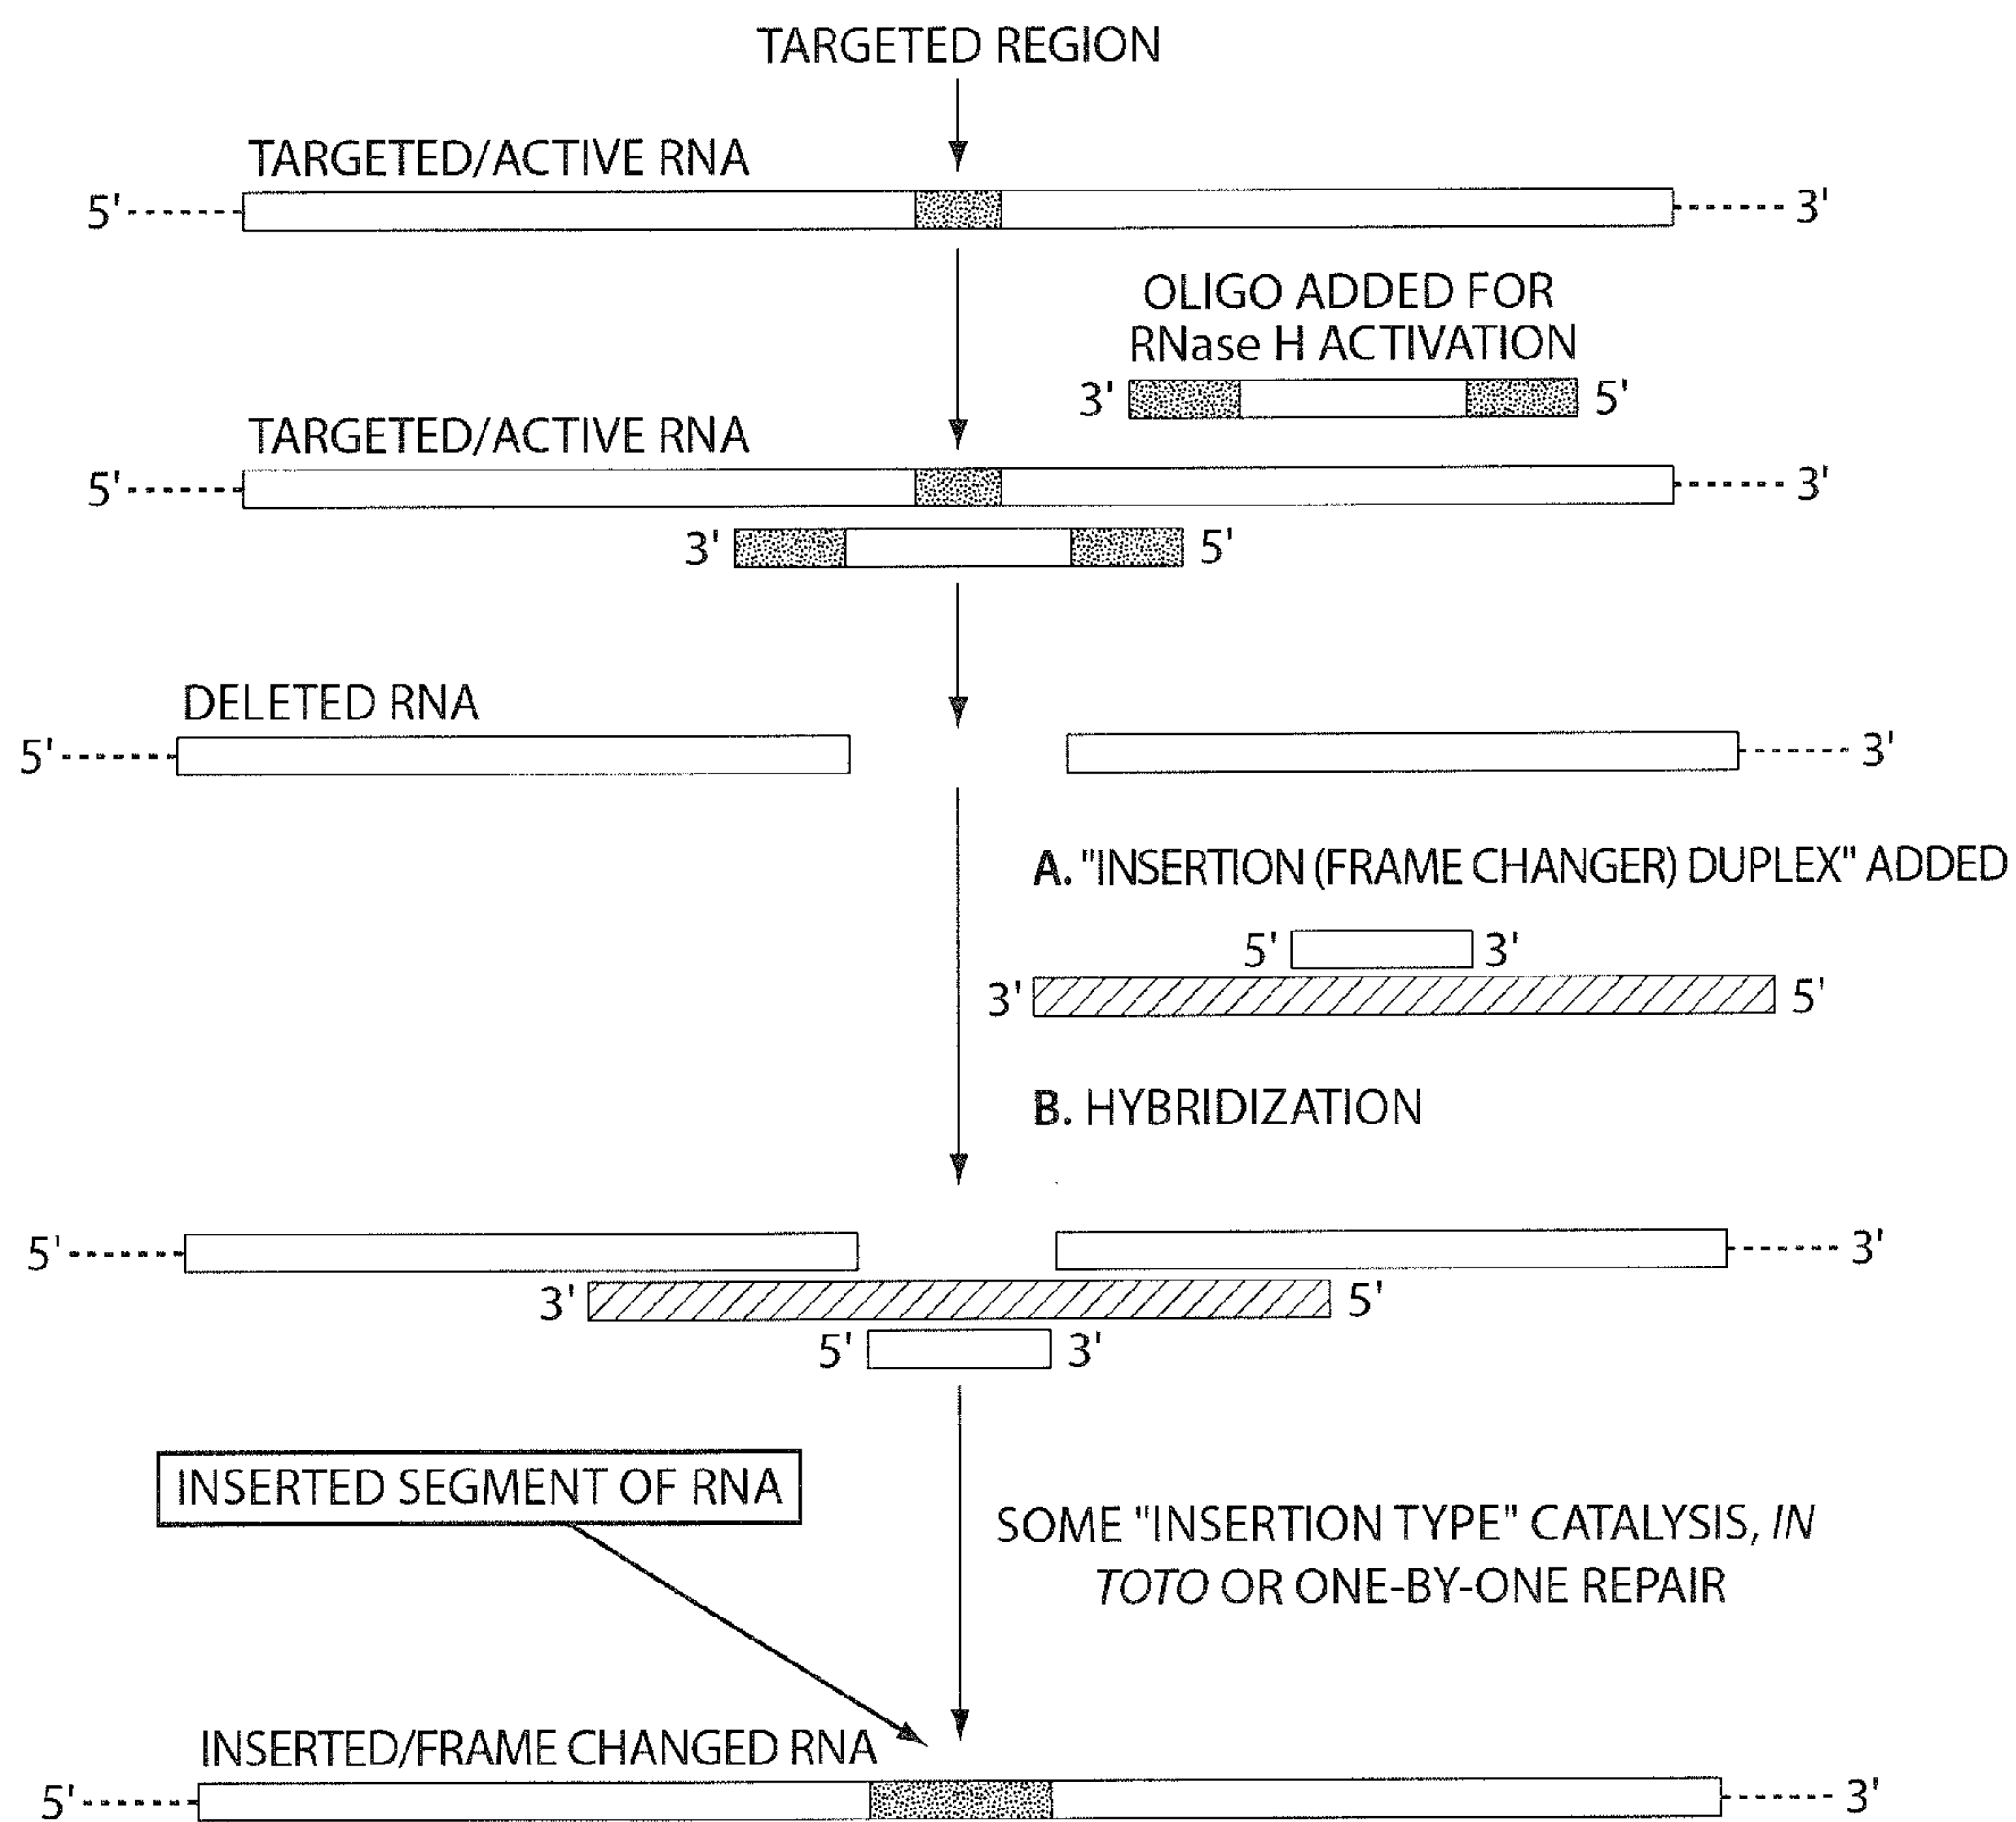 TARGETED REGION
TARGETED/ACTIVE RNA
5' 3'
OLIGO ADDED FOR
RNase H ACTIVATION
3' 5'
TARGETED/ACTIVE RNA
5' 3'
3' 5'
DELETED RNA
5' 3'
A. "INSERTION (FRAME CHANGER) DUPLEX" ADDED
5' 3'
3' 5'
B. HYBRIDIZATION
5' 3'
3' 5'
5' 3'
INSERTED SEGMENT OF RNA
SOME "INSERTION TYPE" CATALYSIS, IN
TOTO OR ONE-BY-ONE REPAIR
INSERTED/FRAME CHANGED RNA
5' 3'